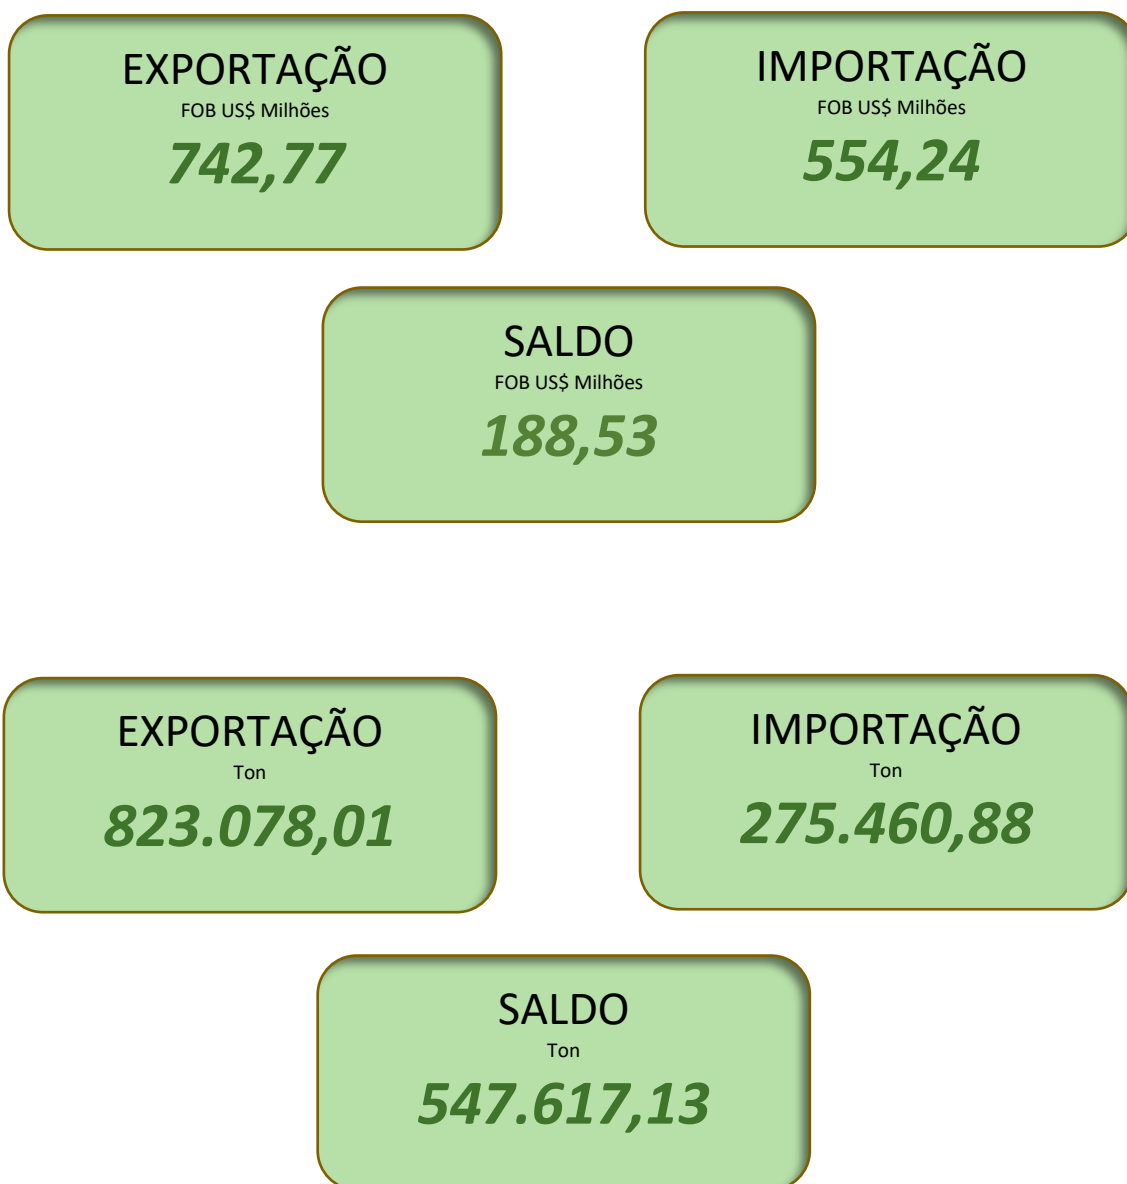 EXPORTAÇÃO
FOB US$ Milhões
742,77
IMPORTAÇÃO
FOB US$ Milhões
554,24
SALDO
FOB US$ Milhões
188,53
EXPORTAÇÃO
Ton
823.078,01
IMPORTAÇÃO
Ton
275.460,88
SALDO
Ton
547.617,13